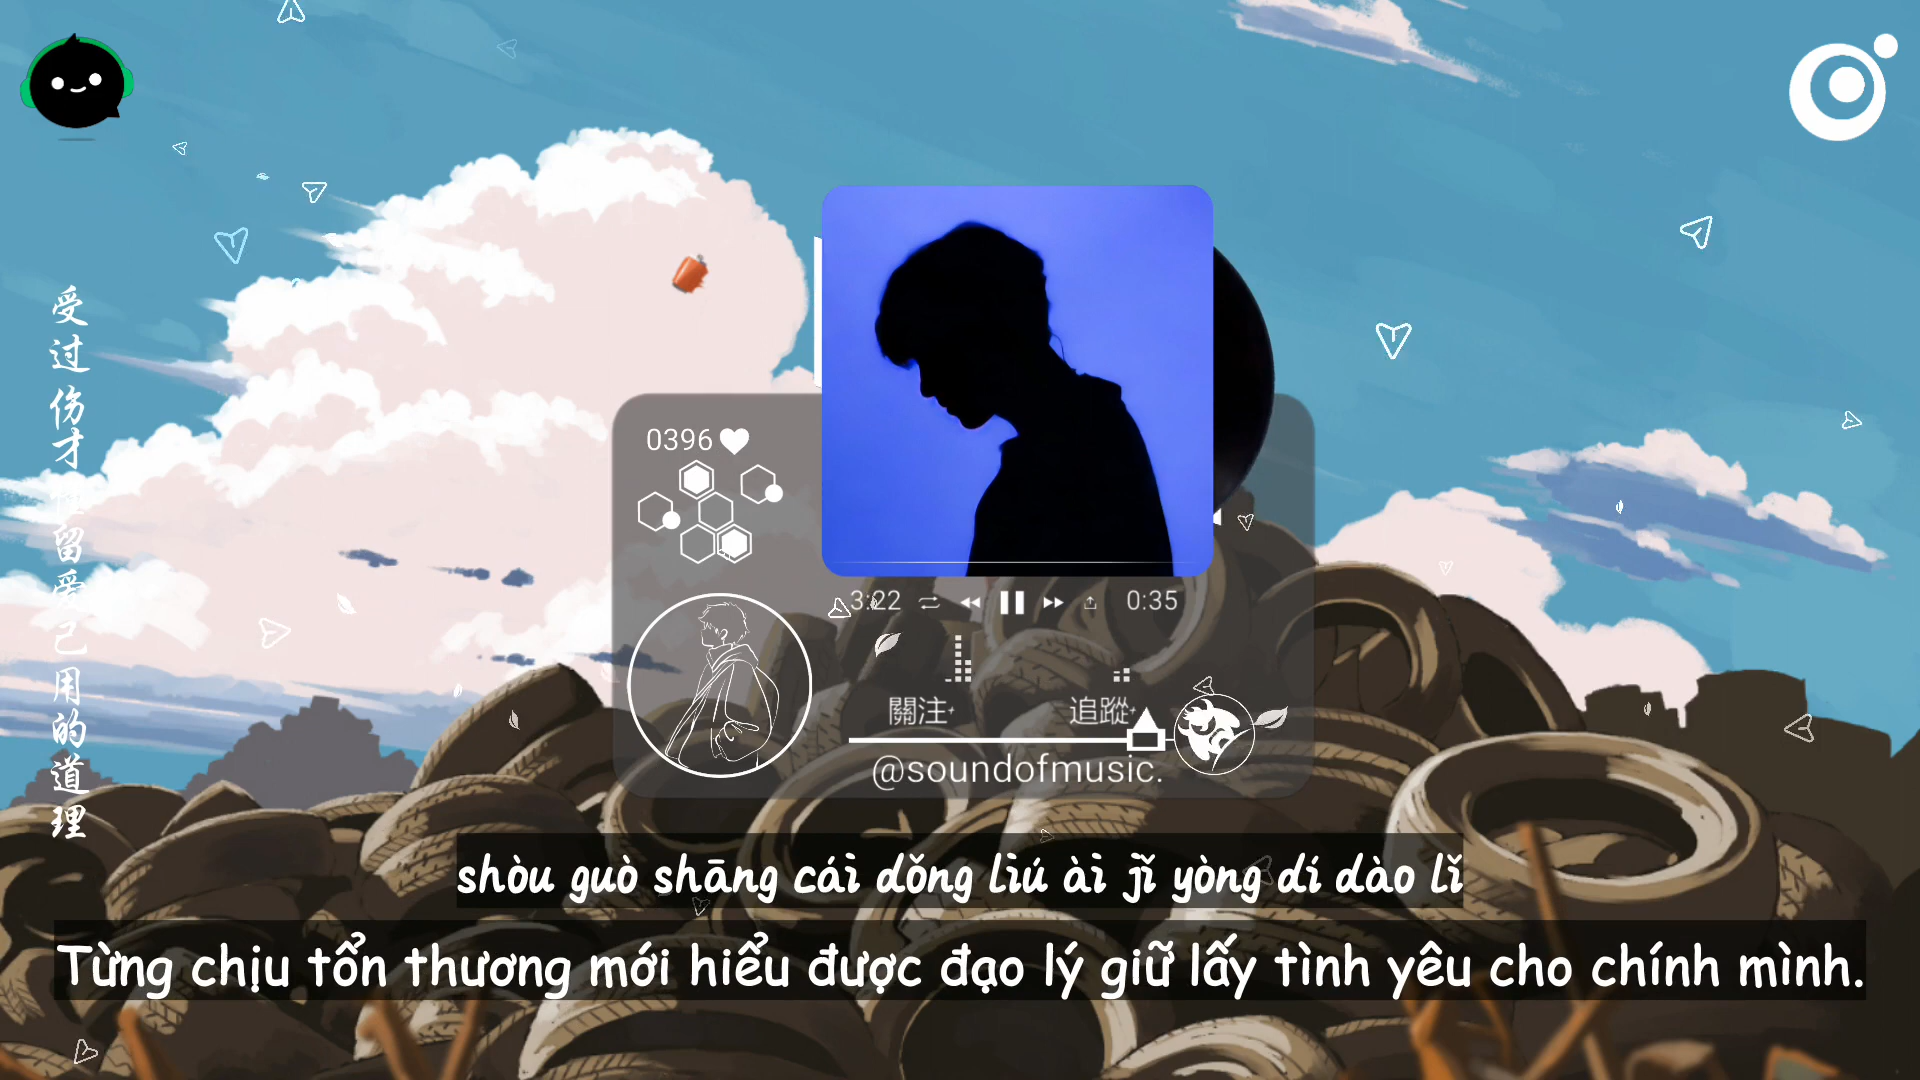 受过伤才懂留爱己用的道理
0396
3:22
0:35
關注+
追蹤+
@soundofmusic.
shòu guò shāng cái dǒng liú ài jǐ yòng dí dào lǐ
Từng chịu tổn thương mới hiểu được đạo lý giữ lấy tình yêu cho chính mình.